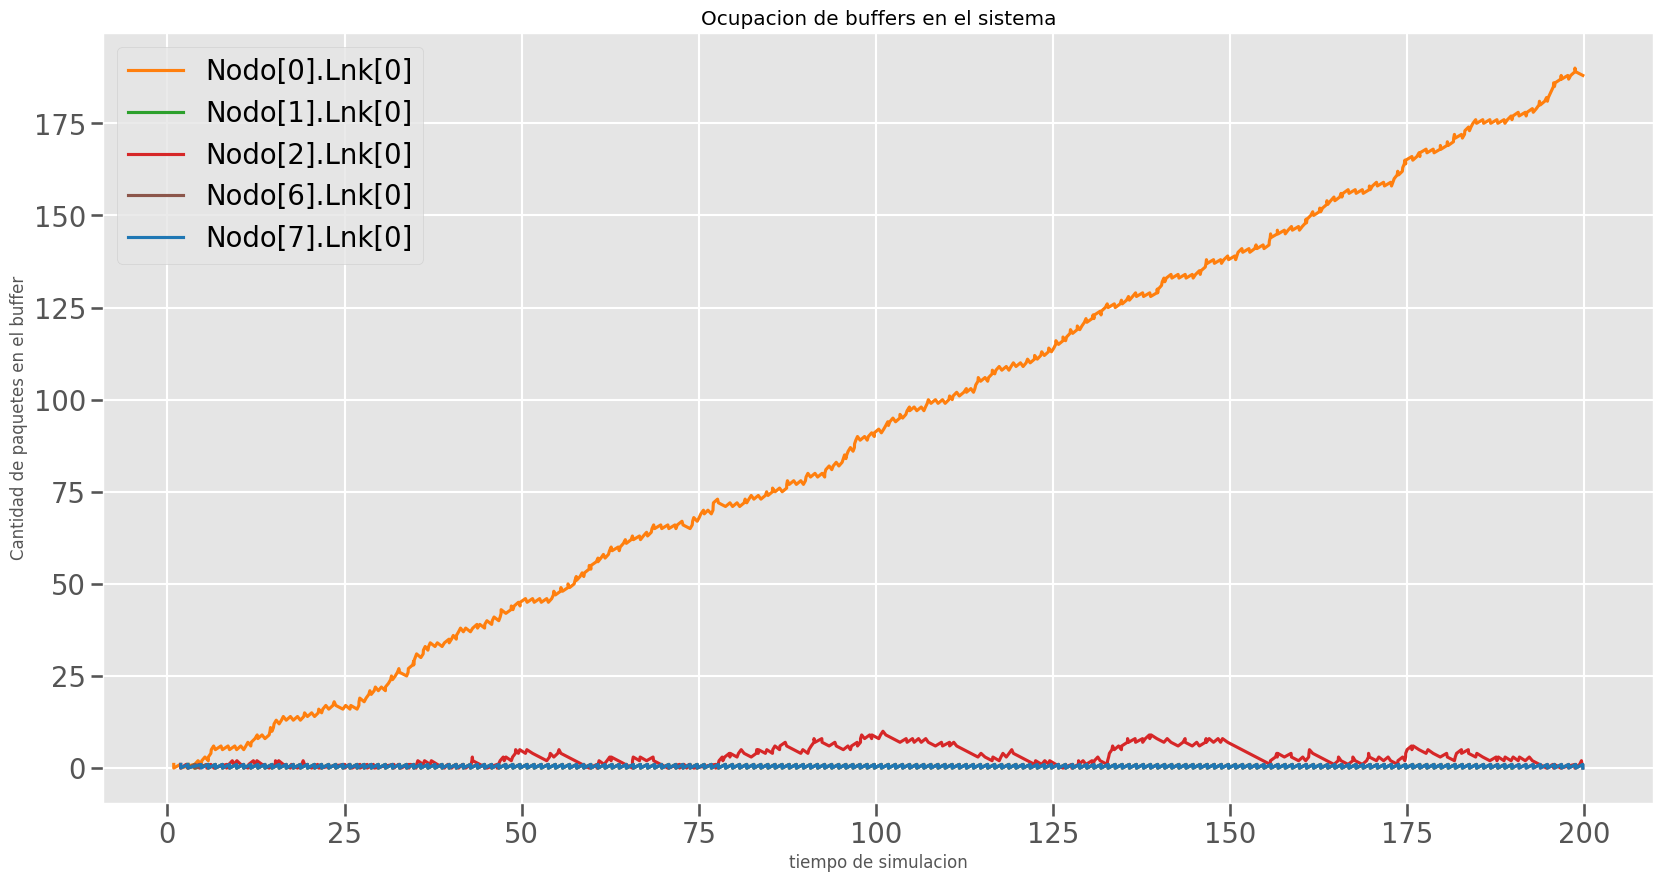 Ocupacion de buffers en el sistema
Nodo[0].Lnk[0]
Nodo[1].Lnk[0]
Nodo[2].Lnk[0]
Nodo[6].Lnk[0]
Nodo[7].Lnk[0]
Cantidad de paquetes en el buffer
175
150
125
100
75
50
25
0
0 25 50 75 100 125 150 175 200
tiempo de simulacion